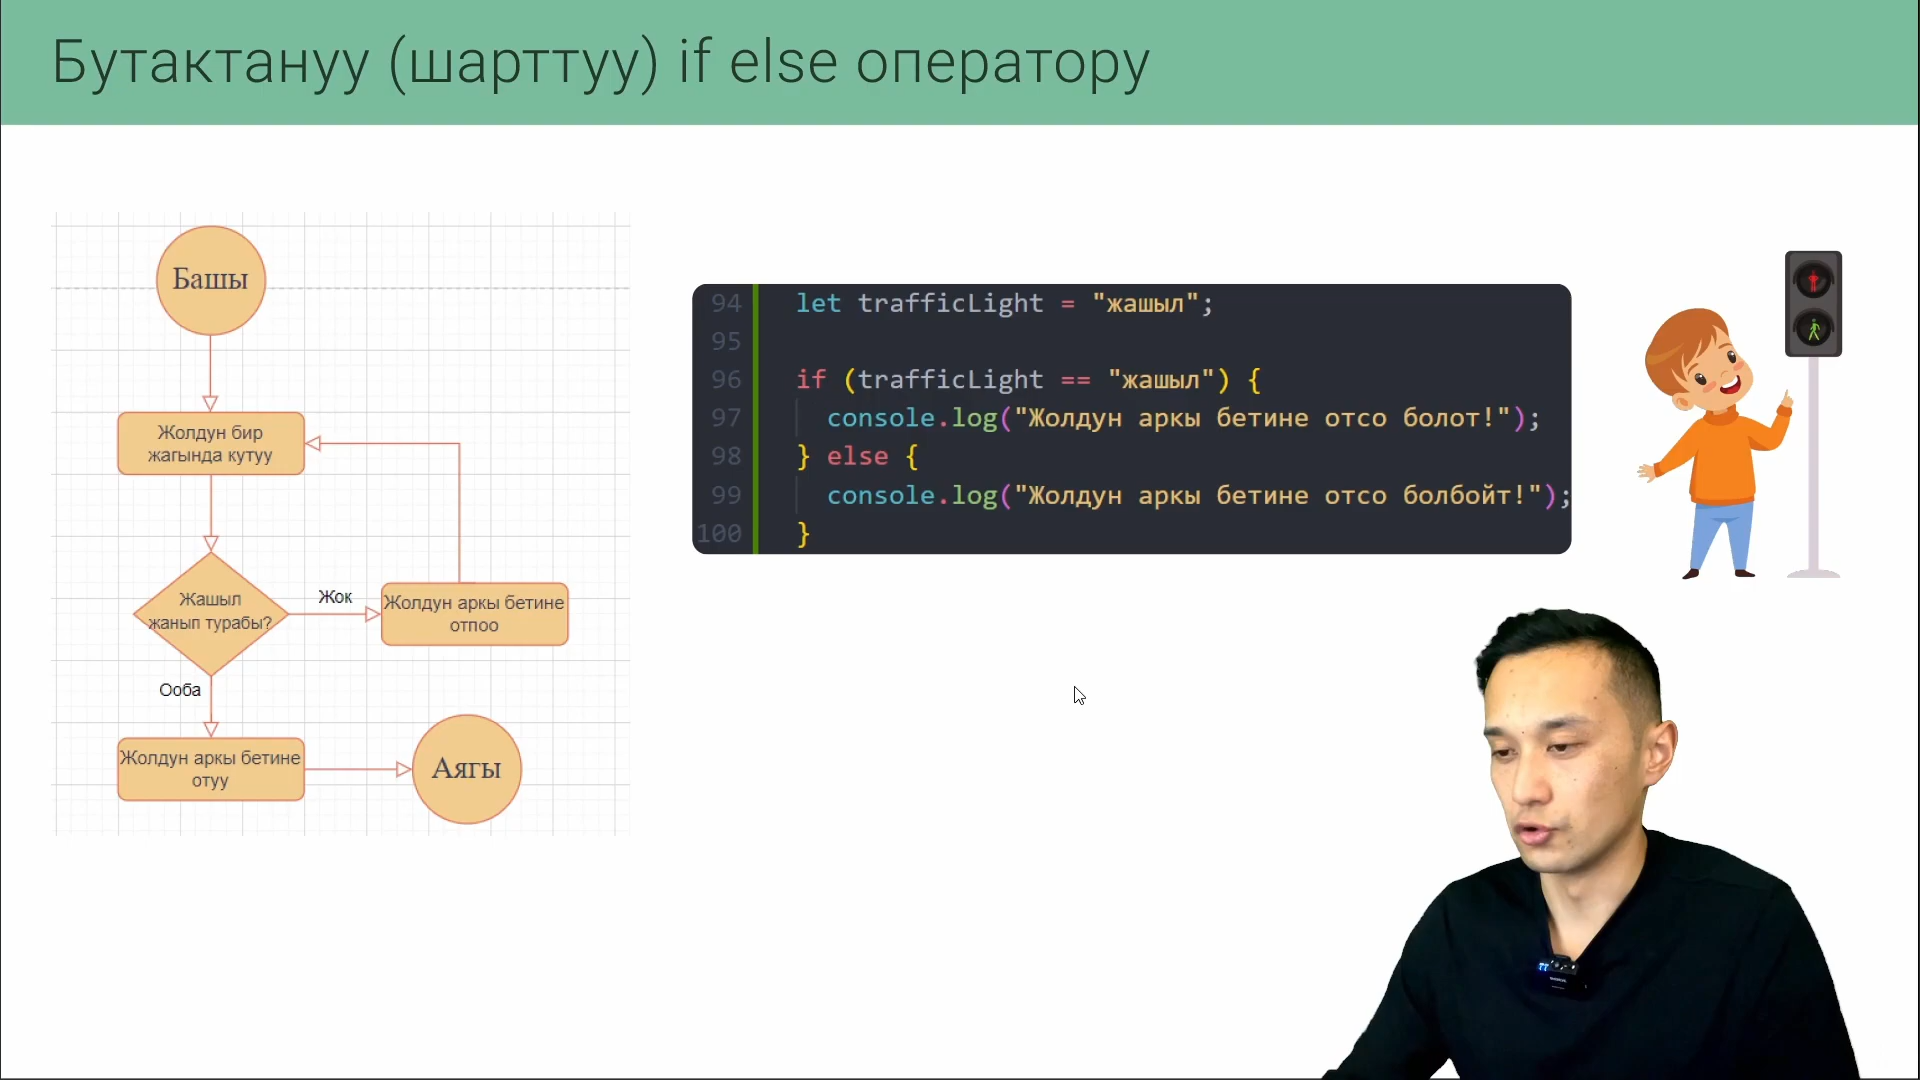 Бутактануу (шарттуу) if else оператору
Башы
Жолдун бир
жагында кутуу
Жашыл
жанып турабы?
Жок
Жолдун аркы бетине
отпоо
Ооба
Жолдун аркы бетине
отуу
Аягы
94 let trafficLight = "жашыл";
95
96 if (trafficLight == "жашыл") {
97 console.log("Жолдун аркы бетине отсо болот!");
98 } else {
99 console.log("Жолдун аркы бетине отсо болбойт!");
100 }